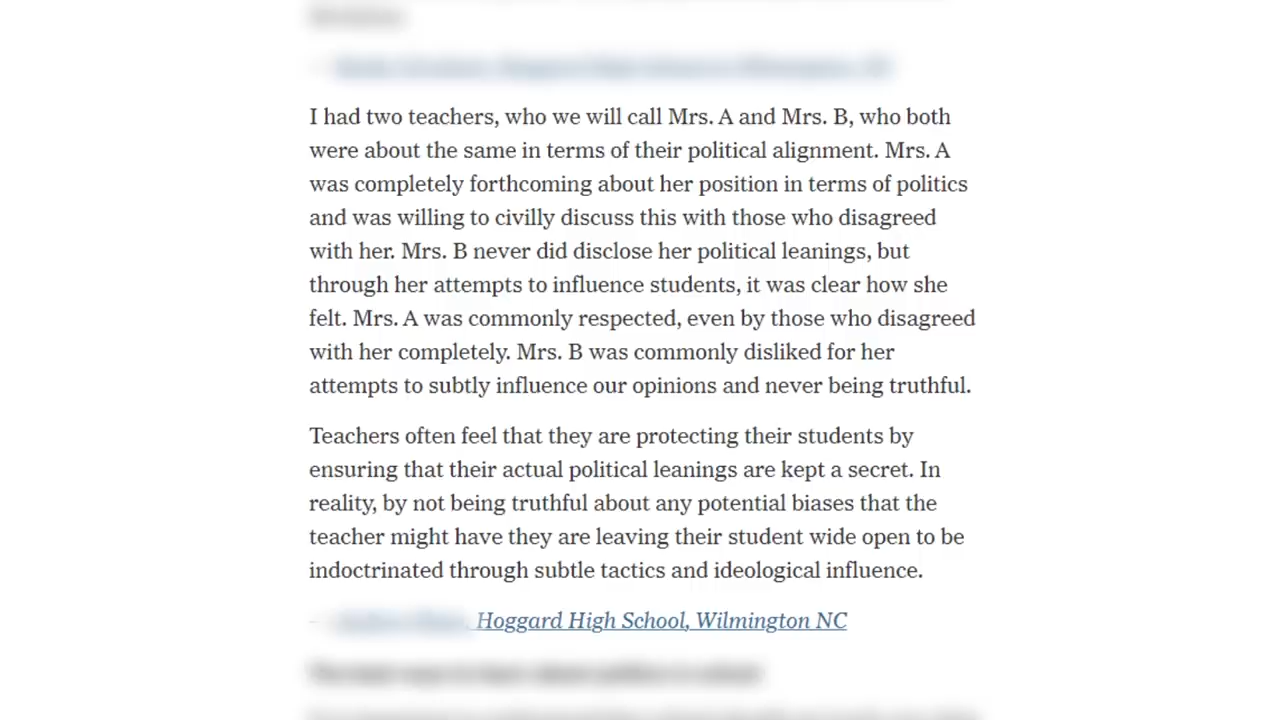 I had two teachers, who we will call Mrs. A and Mrs. B, who both
were about the same in terms of their political alignment. Mrs. A
was completely forthcoming about her position in terms of politics
and was willing to civilly discuss this with those who disagreed
with her. Mrs. B never did disclose her political leanings, but
through her attempts to influence students, it was clear how she
felt. Mrs. A was commonly respected, even by those who disagreed
with her completely. Mrs. B was commonly disliked for her
attempts to subtly influence our opinions and never being truthful.
Teachers often feel that they are protecting their students by
ensuring that their actual political leanings are kept a secret. In
reality, by not being truthful about any potential biases that the
teacher might have they are leaving their student wide open to be
indoctrinated through subtle tactics and ideological influence.
Hoggard High School, Wilmington NC